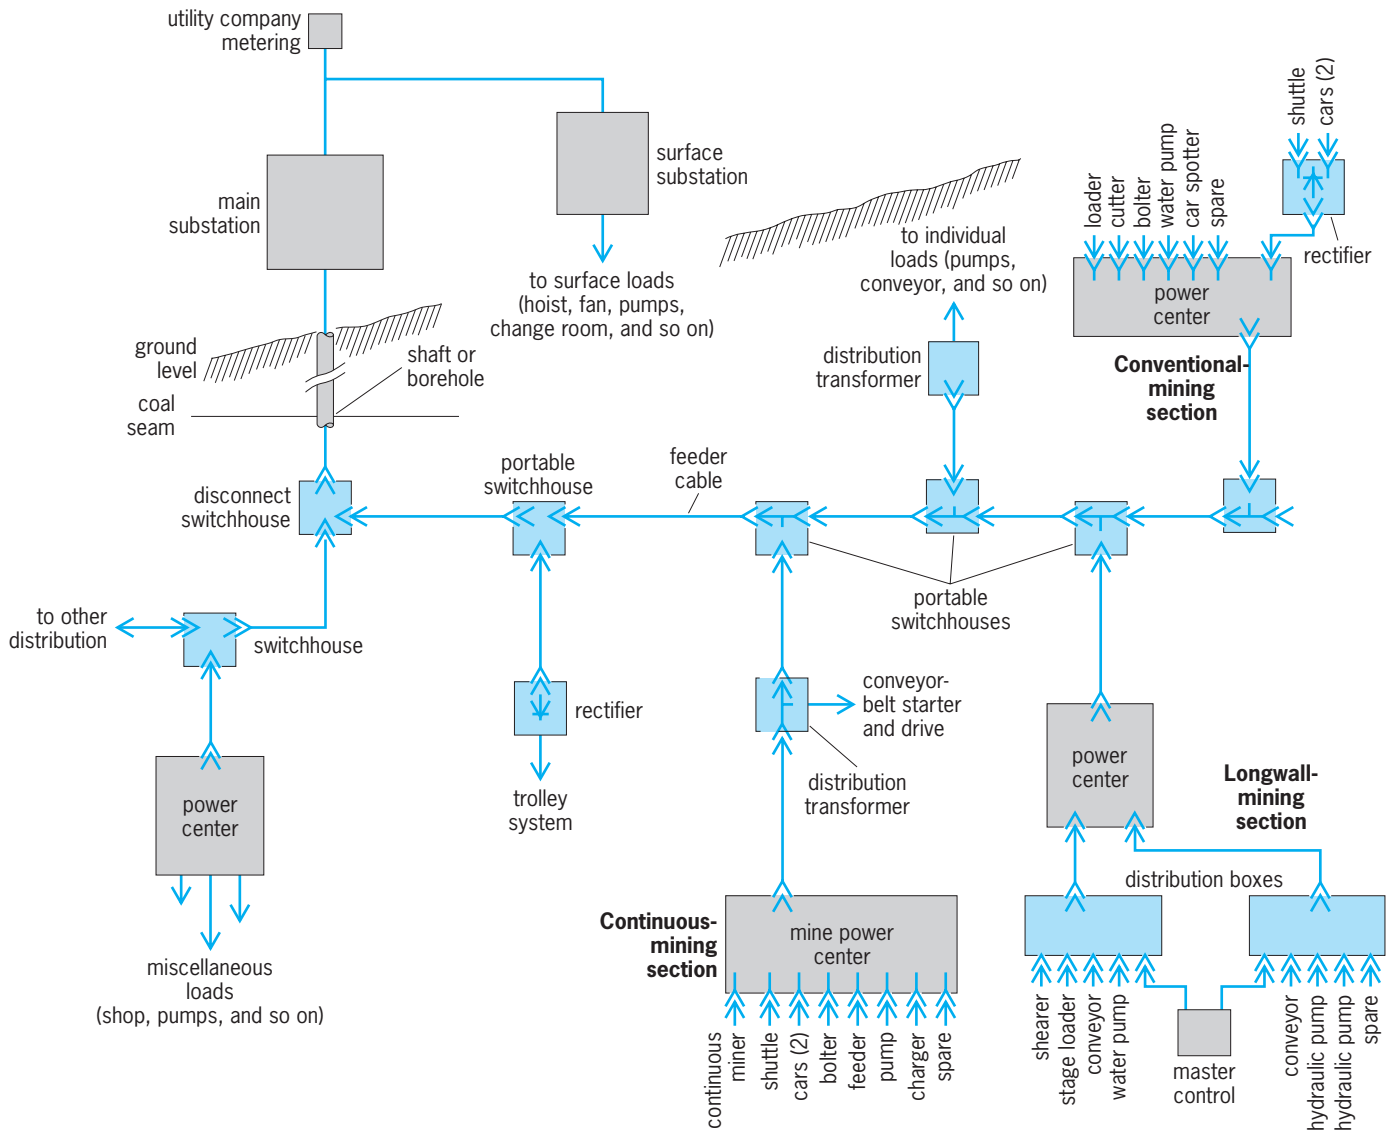 utility company
metering
main
substation
surface
substation
to surface loads
(hoist, fan, pumps,
change room, and so on)
ground
level
shaft or
borehole
coal
seam
disconnect
switchhouse
portable
switchhouse
feeder
cable
to individual
loads (pumps,
conveyor, and so on)
distribution
transformer
loader
cutter
bolter
water pump
car spotter
spare
shuttle
cars (2)
rectifier
power
center
Conventional-
mining
section
portable
switchhouses
to other
distribution
switchhouse
power
center
miscellaneous
loads
(shop, pumps, and so on)
rectifier
trolley
system
conveyor-
belt starter
and drive
distribution
transformer
Continuous-
mining
section
mine power
center
continuous
miner
shuttle
cars (2)
bolter
feeder
pump
charger
spare
power
center
Longwall-
mining
section
distribution boxes
shearer
stage loader
conveyor
water pump
master
control
conveyor
hydraulic pump
hydraulic pump
spare